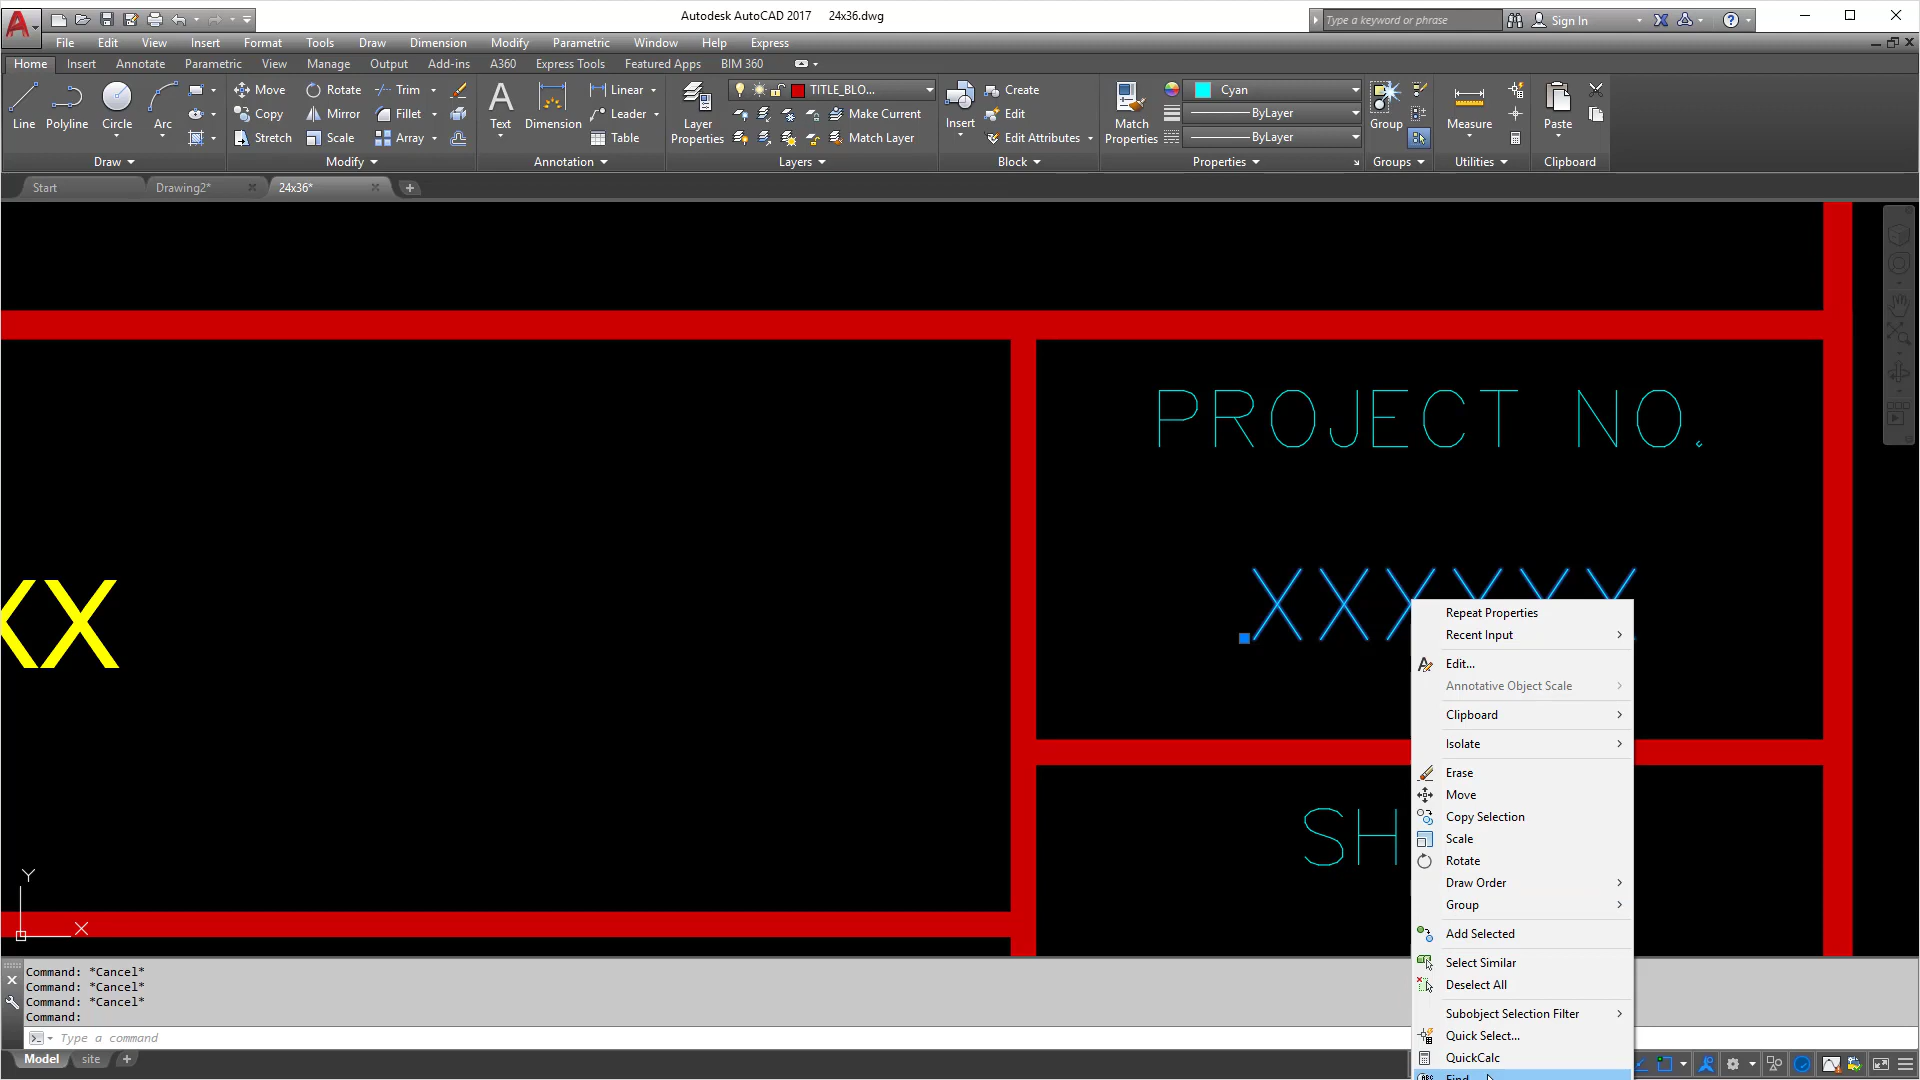 Autodesk AutoCAD 2017 24x36.dwg
Type a keyword or phrase
Sign In
File Edit View Insert Format Tools Draw Dimension Modify Parametric Window Help Express
Home Insert Annotate Parametric View Manage Output Add-ins A360 Express Tools Featured Apps BIM 360
Line Polyline Circle Arc
Move Rotate Trim
Copy Mirror Fillet
Stretch Scale Array
Text Dimension
Linear
Leader
Table
Layer Properties
TITLE_BLO...
Make Current
Match Layer
Insert
Create
Edit
Edit Attributes
Match Properties
Cyan
ByLayer
ByLayer
Group
Measure
Paste
Draw Modify Annotation Layers Block Properties Groups Utilities Clipboard
Start Drawing2* 24x36*
PROJECT NO.
XX
XXXXXX
SH
Repeat Properties
Recent Input
Edit...
Annotative Object Scale
Clipboard
Isolate
Erase
Move
Copy Selection
Scale
Rotate
Draw Order
Group
Add Selected
Select Similar
Deselect All
Subobject Selection Filter
Quick Select...
QuickCalc
Y
X
Command: *Cancel*
Command: *Cancel*
Command: *Cancel*
Command:
Type a command
Model site